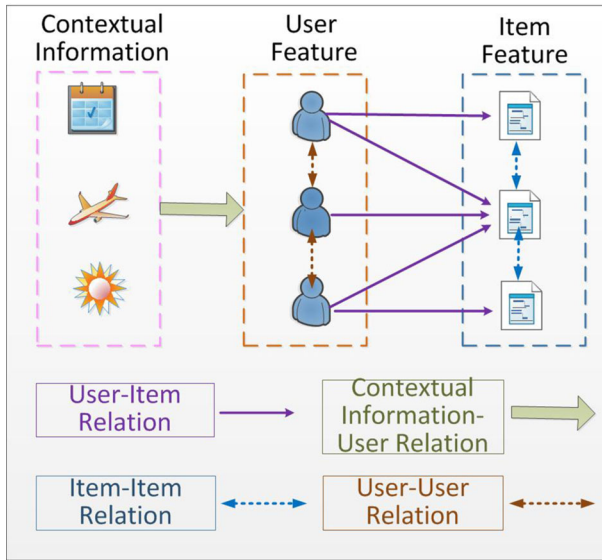 Contextual
Information
User
Feature
Item
Feature
User-Item
Relation
Contextual
Information-
User Relation
Item-Item
Relation
User-User
Relation